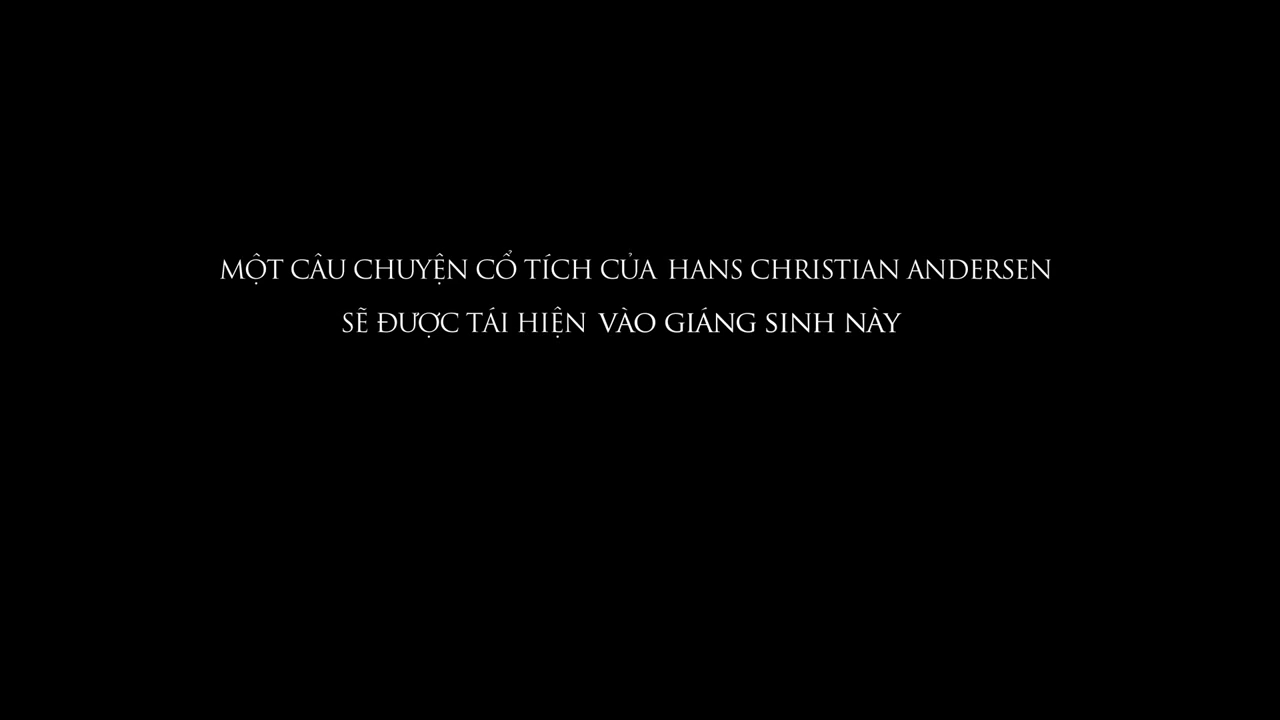 MỘT CÂU CHUYỆN CỔ TÍCH CỦA HANS CHRISTIAN ANDERSEN
SẼ ĐƯỢC TÁI HIỆN VÀO GIÁNG SINH NÀY